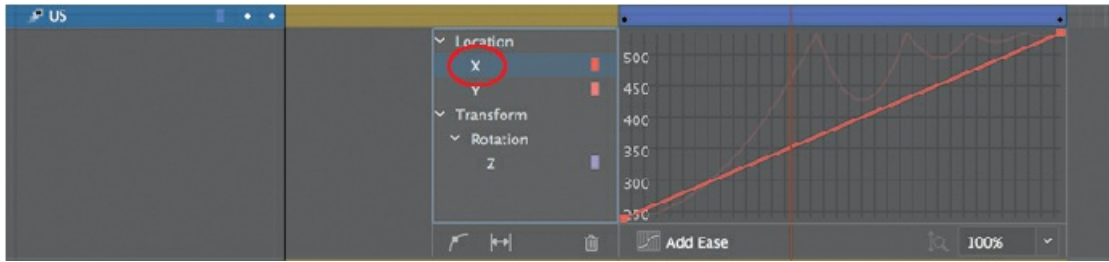 US
Location
X
Y
Transform
Rotation
Z
500
450
400
350
300
250
Add Ease
100%